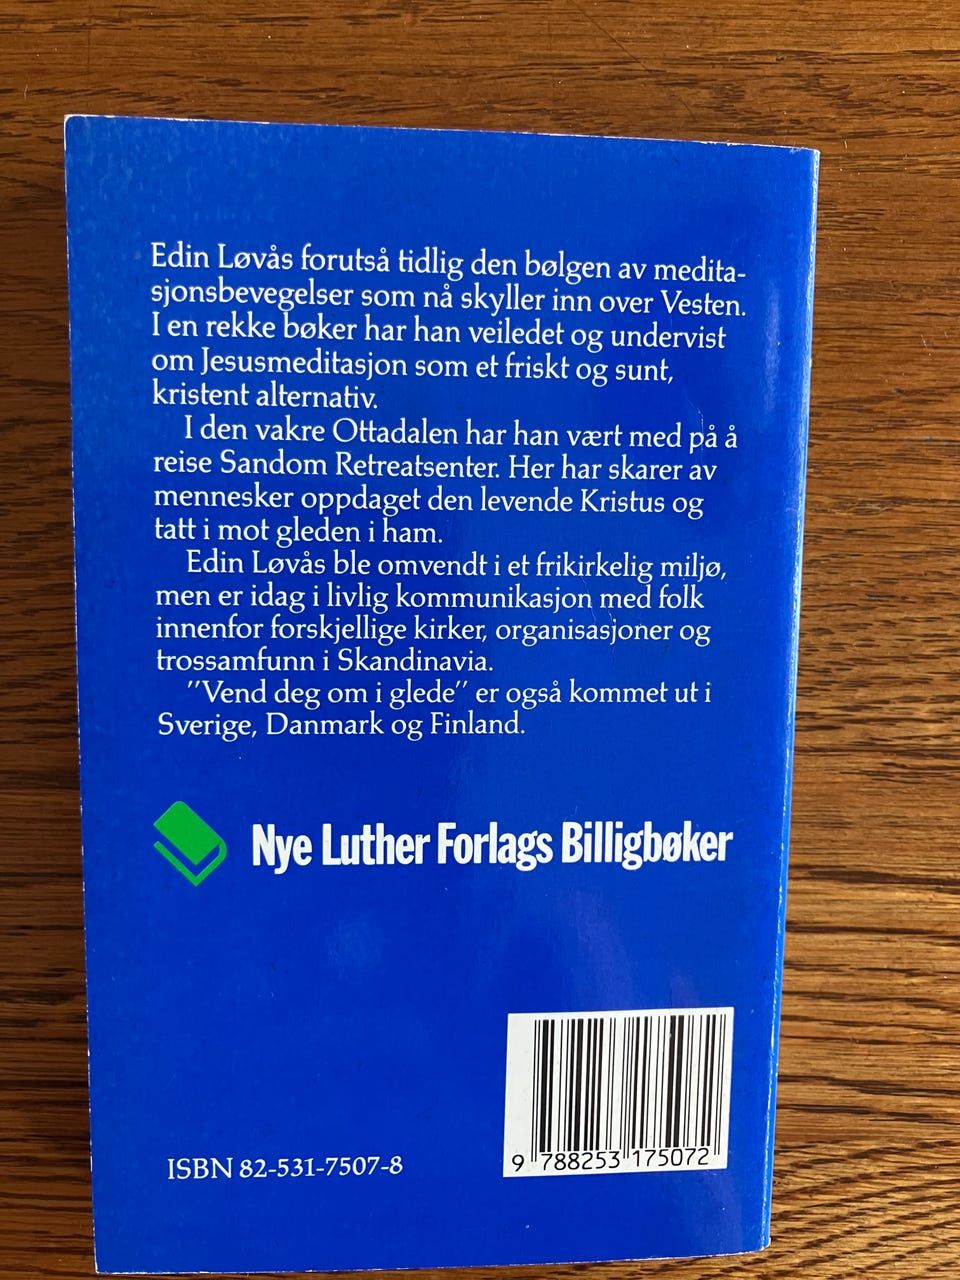 Edin Løvås forutså tidlig den bølgen av medita-
sjonsbevegelser som nå skyller inn over Vesten.
I en rekke bøker har han veiledet og undervist
om Jesusmeditasjon som et friskt og sunt,
kristent alternativ.
I den vakre Ottadalen har han vært med på å
reise Sandom Retreatsenter. Her har skarer av
mennesker oppdaget den levende Kristus og
tatt i mot gleden i ham.
Edin Løvås ble omvendt i et frikirkelig miljø,
men er idag i livlig kommunikasjon med folk
innenfor forskjellige kirker, organisasjoner og
trossamfunn i Skandinavia.
"Vend deg om i glede" er også kommet ut i
Sverige, Danmark og Finland.
Nye Luther Forlags Billigbøker
ISBN 82-531-7507-8
9 788253 175072